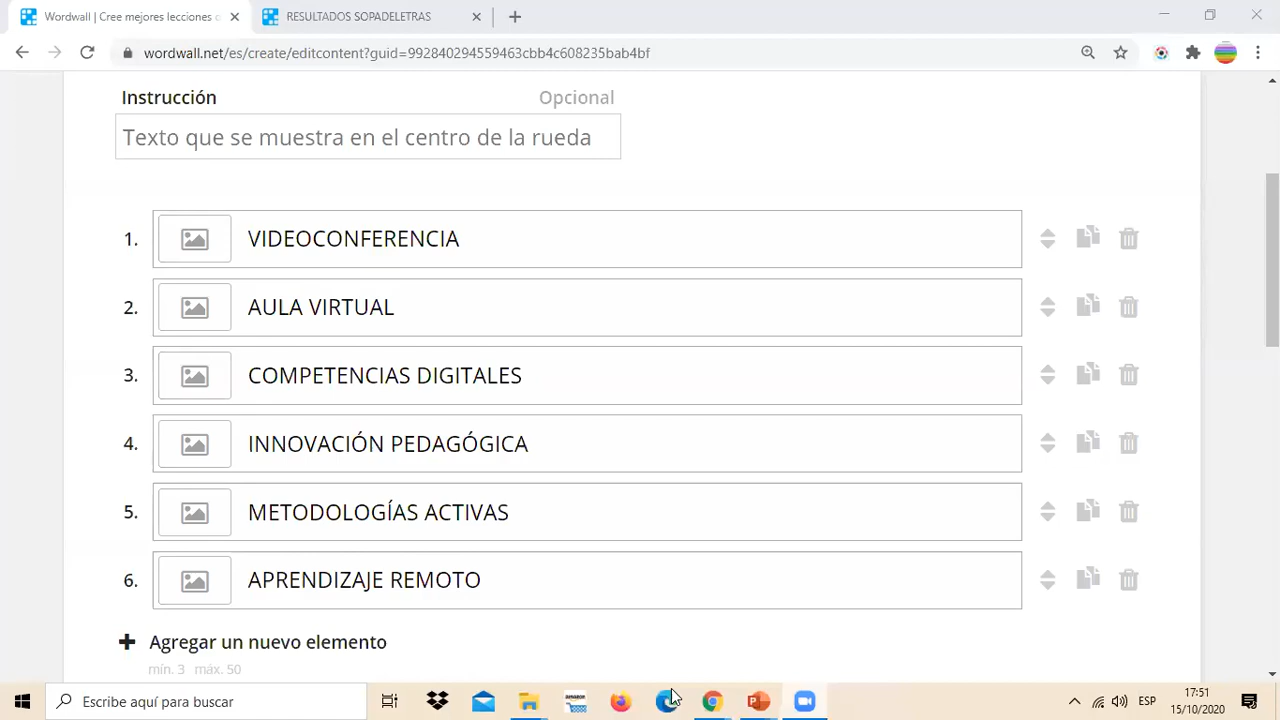 Wordwall | Cree mejores lecciones d
RESULTADOS SOPADELETRAS
wordwall.net/es/create/editcontent?guid=
Instrucción
Opcional
Texto que se muestra en el centro de la rueda
1. VIDEOCONFERENCIA
2. AULA VIRTUAL
3. COMPETENCIAS DIGITALES
4. INNOVACIÓN PEDAGÓGICA
5. METODOLOGÍAS ACTIVAS
6. APRENDIZAJE REMOTO
Agregar un nuevo elemento
mín. 3 máx. 50
Escribe aquí para buscar
amazon
ESP
17:51
15/10/2020